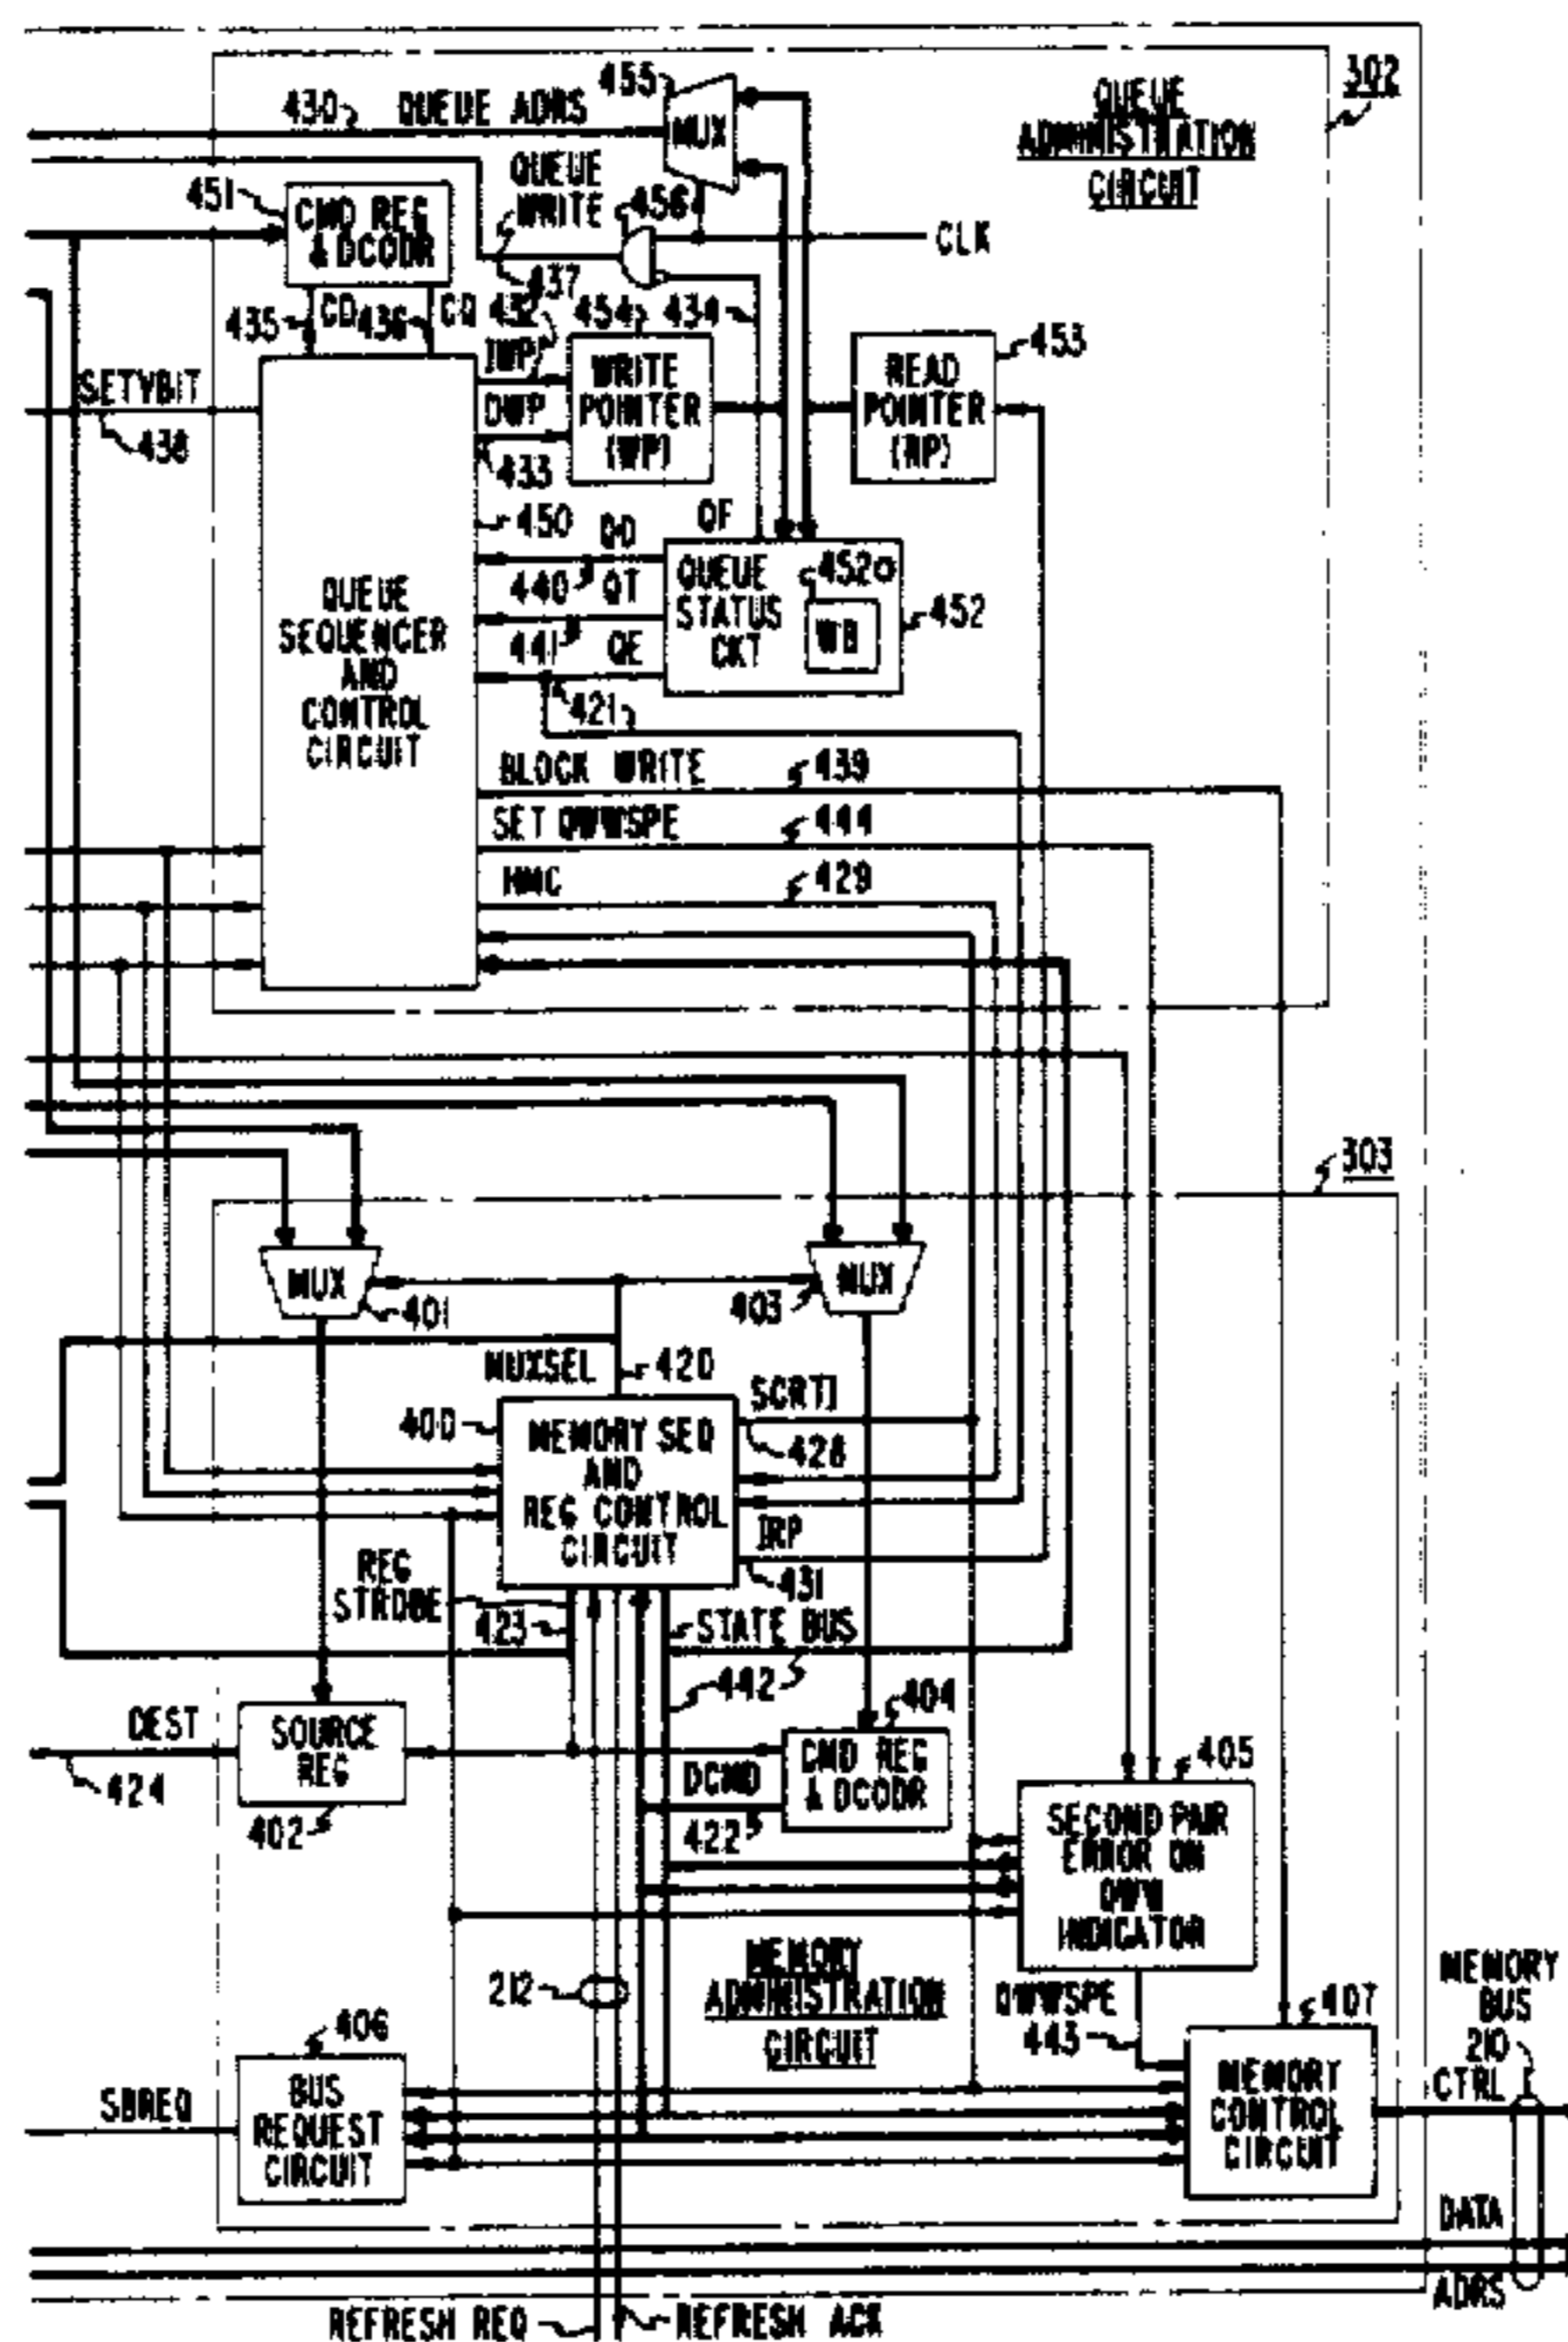 302
455
430
QUEUE ADRS
MUX
QUEUE
ADMINISTRATION
CIRCUIT
451
CMD REG
& DCODR
QUEUE
WRITE
456
CLK
437
435
CD
436
CQ
432
454
434
453
IWP
WRITE
POINTER
(WP)
READ
POINTER
(RP)
SETVBIT
438
DWP
433
450
QD
QF
440
QT
QUEUE
STATUS
CKT
452a
WB
452
441
QE
421
QUEUE
SEQUENCER
AND
CONTROL
CIRCUIT
BLOCK WRITE
439
SET QWWSPE
444
HMC
429
303
MUX
401
MUX
403
MUXSEL
420
SCRTI
428
400
MEMORY SEQ
AND
REG CONTROL
CIRCUIT
IRP
431
REG
STROBE
423
STATE BUS
442
404
DEST
424
SOURCE
REG
402
DCMD
422
CMD REG
& DCODR
405
SECOND PAIR
ERROR ON
QWW
INDICATOR
212
MEMORY
ADMINISTRATION
CIRCUIT
QWWSPE
443
407
MEMORY
BUS
210
406
SBREQ
BUS
REQUEST
CIRCUIT
MEMORY
CONTROL
CIRCUIT
CTRL
DATA
ADRS
REFRESH REQ
REFRESH ACK